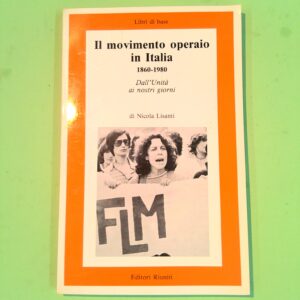 Libri di base
Il movimento operaio
in Italia
1860-1980
Dall'Unità
ai nostri giorni
di Nicola Lisanti
FLM
Editori Riuniti